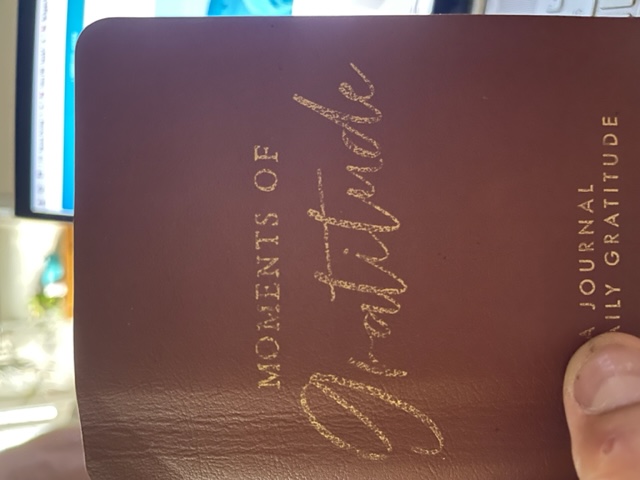 MOMENTS OF
Gratitude
A JOURNAL
GRATITUDE